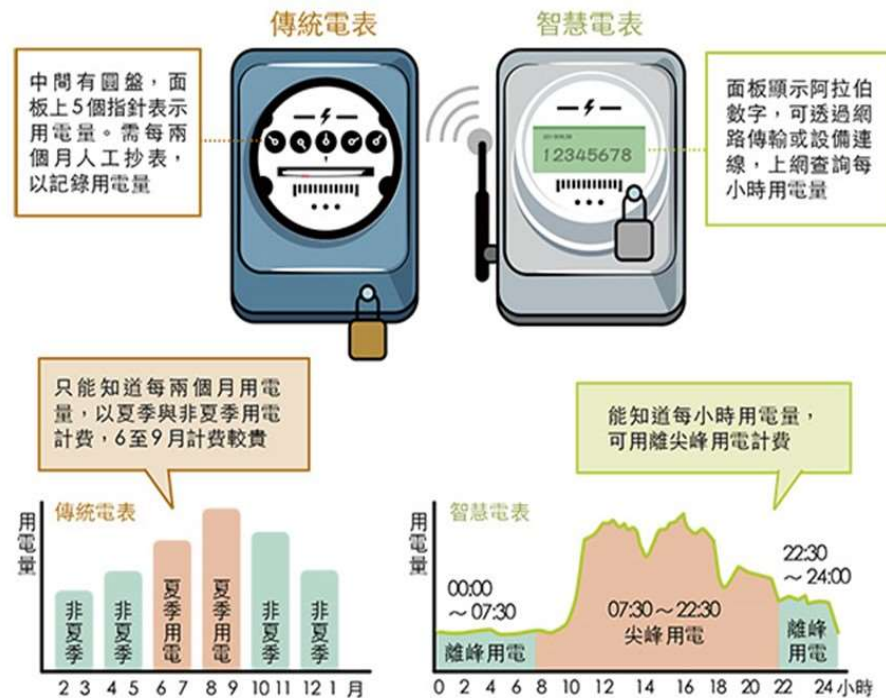 傳統電表
智慧電表
中間有圓盤,面
板上5個指針表示
用電量。需每兩
個月人工抄表,
以記錄用電量
12345678
面板顯示阿拉伯
數字,可透過網
路傳輸或設備連
線,上網查詢每
小時用電量
只能知道每兩個月用電
量,以夏季與非夏季用電
計費,6至9月計費較貴
能知道每小時用電量,
可用離尖峰用電計費
用電量
傳統電表
非夏季
非夏季
夏季用電
夏季用電
非夏季
非夏季
2 3 4 5 6 7 8 9 10 11 12 1 月
用電量
智慧電表
00:00
~07:30
離峰用電
07:30~22:30
尖峰用電
22:30
~24:00
離峰
用電
0 2 4 6 8 10 12 14 16 18 20 22 24 小時